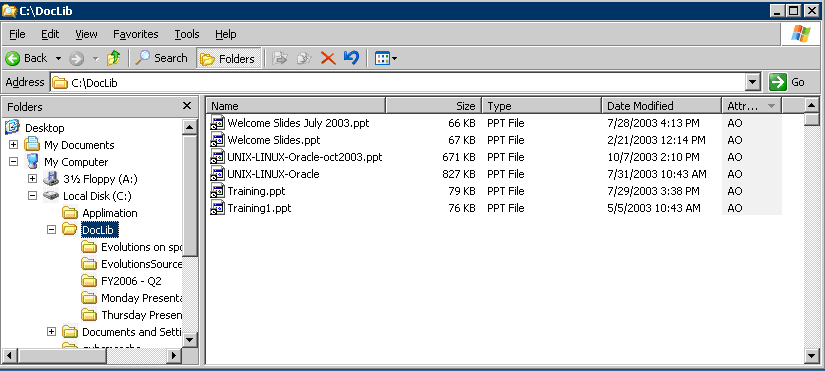 C:\DocLib
File Edit View Favorites Tools Help
Back Search Folders
Address C:\DocLib Go
Folders
Desktop
My Documents
My Computer
3½ Floppy (A:)
Local Disk (C:)
Applimation
DocLib
Evolutions on spo
EvolutionsSource
FY2006 - Q2
Monday Presenta
Thursday Presen
Documents and Setti
Name Size Type Date Modified Attr...
Welcome Slides July 2003.ppt 66 KB PPT File 7/28/2003 4:13 PM AO
Welcome Slides.ppt 67 KB PPT File 2/21/2003 12:14 PM AO
UNIX-LINUX-Oracle-oct2003.ppt 671 KB PPT File 10/7/2003 2:10 PM AO
UNIX-LINUX-Oracle 827 KB PPT File 7/31/2003 10:43 AM AO
Training.ppt 79 KB PPT File 7/29/2003 3:38 PM AO
Training1.ppt 76 KB PPT File 5/5/2003 10:43 AM AO